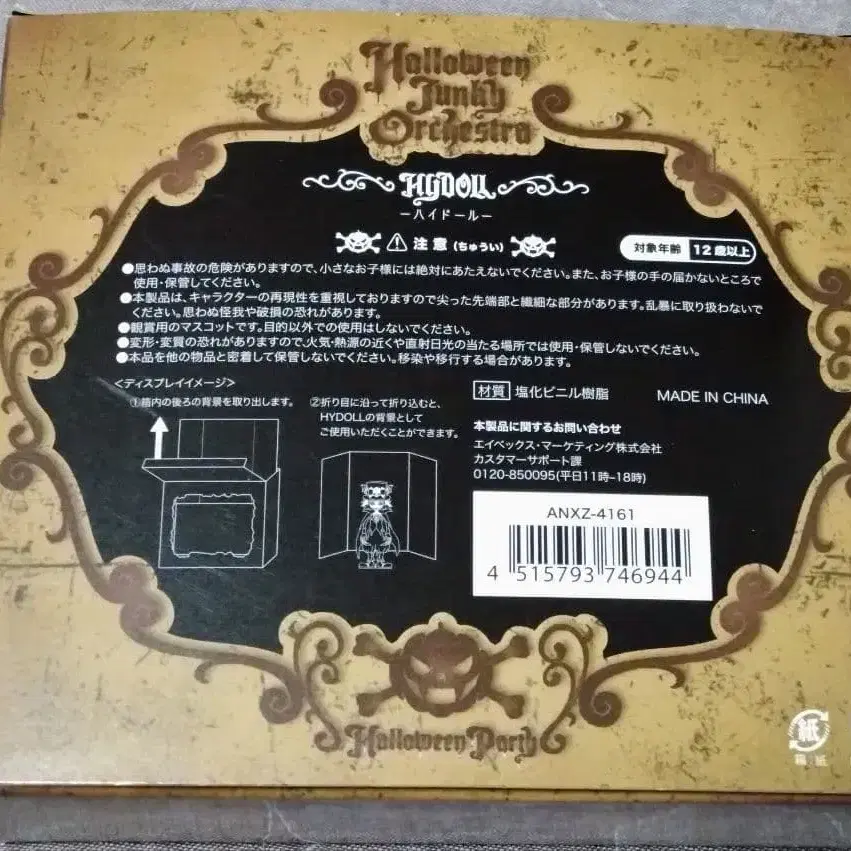 Halloween
Junky
Orchestra
HYDOLL
ーハイドールー
⚠ 注意 (ちゅうい)
対象年齢 12歳以上
●思わぬ事故の危険がありますので、小さなお子様には絶対にあたえないでください。また、お子様の手の届かないところで
使用・保管してください。
●本製品は、キャラクターの再現性を重視しておりますので尖った先端部と繊細な部分があります。乱暴に取り扱わないで
ください。思わぬ怪我や破損の恐れがあります。
●観賞用のマスコットです。目的以外での使用はしないでください。
●変形・変質の恐れがありますので、火気・熱源の近くや直射日光の当たる場所では使用・保管しないでください。
●本品を他の物品と密着して保管しないでください。移染や移行する場合があります。
<ディスプレイイメージ>
①箱内の後ろの背景を取り出します。
②折り目に沿って折り込むと、
HYDOLLの背景として
ご使用いただくことができます。
材質 塩化ビニル樹脂
MADE IN CHINA
本製品に関するお問い合わせ
エイベックス・マーケティング株式会社
カスタマーサポート課
0120-850095(平日11時-18時)
ANXZ-4161
4 515793 746944
Halloween Party
紙
箱 紙